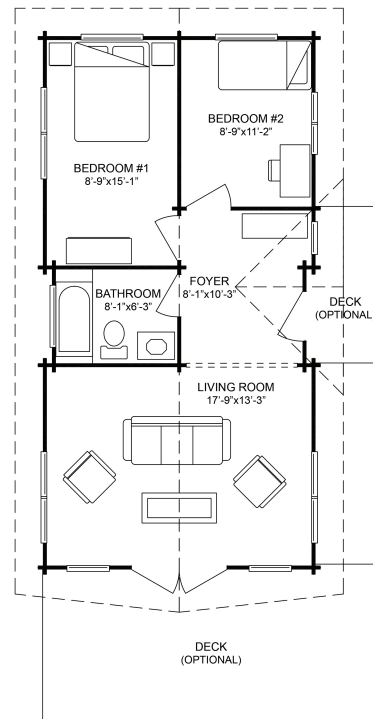 BEDROOM #2
8'-9"x11'-2"
BEDROOM #1
8'-9"x15'-1"
FOYER
8'-1"x10'-3"
BATHROOM
8'-1"x6'-3"
DECK
(OPTIONAL
LIVING ROOM
17'-9"x13'-3"
DECK
(OPTIONAL)